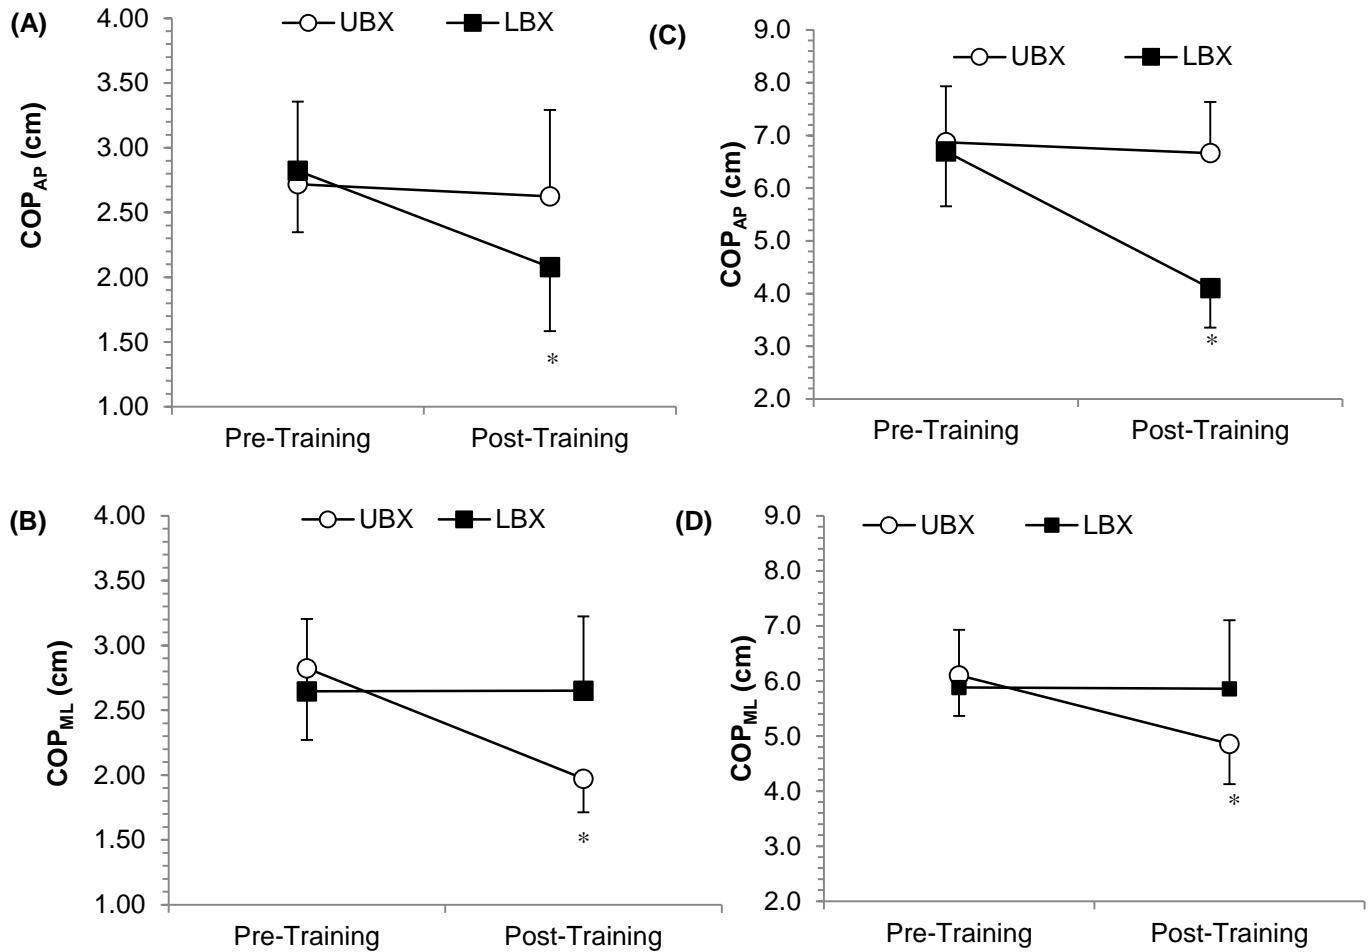 (A)
UBX LBX
COP_AP (cm)
4.00
3.50
3.00
2.50
2.00
1.50
1.00
*
Pre-Training Post-Training
(C)
UBX LBX
COP_AP (cm)
9.0
8.0
7.0
6.0
5.0
4.0
3.0
2.0
*
Pre-Training Post-Training
(B)
UBX LBX
COP_ML (cm)
4.00
3.50
3.00
2.50
2.00
1.50
1.00
*
Pre-Training Post-Training
(D)
UBX LBX
COP_ML (cm)
9.0
8.0
7.0
6.0
5.0
4.0
3.0
2.0
*
Pre-Training Post-Training